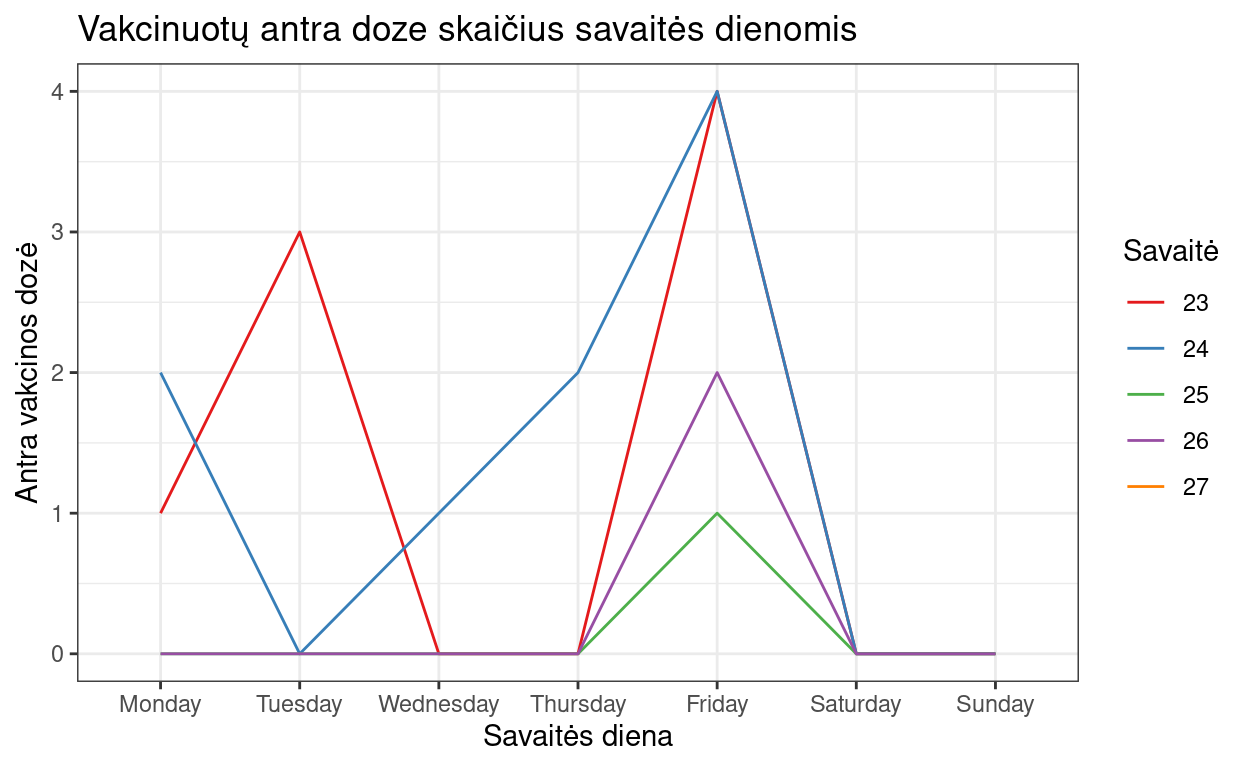 Vakcinuotų antra doze skaičius savaitės dienomis
Antra vakcinos dozė
4
3
2
1
0
Monday Tuesday Wednesday Thursday Friday Saturday Sunday
Savaitės diena
Savaitė
23
24
25
26
27